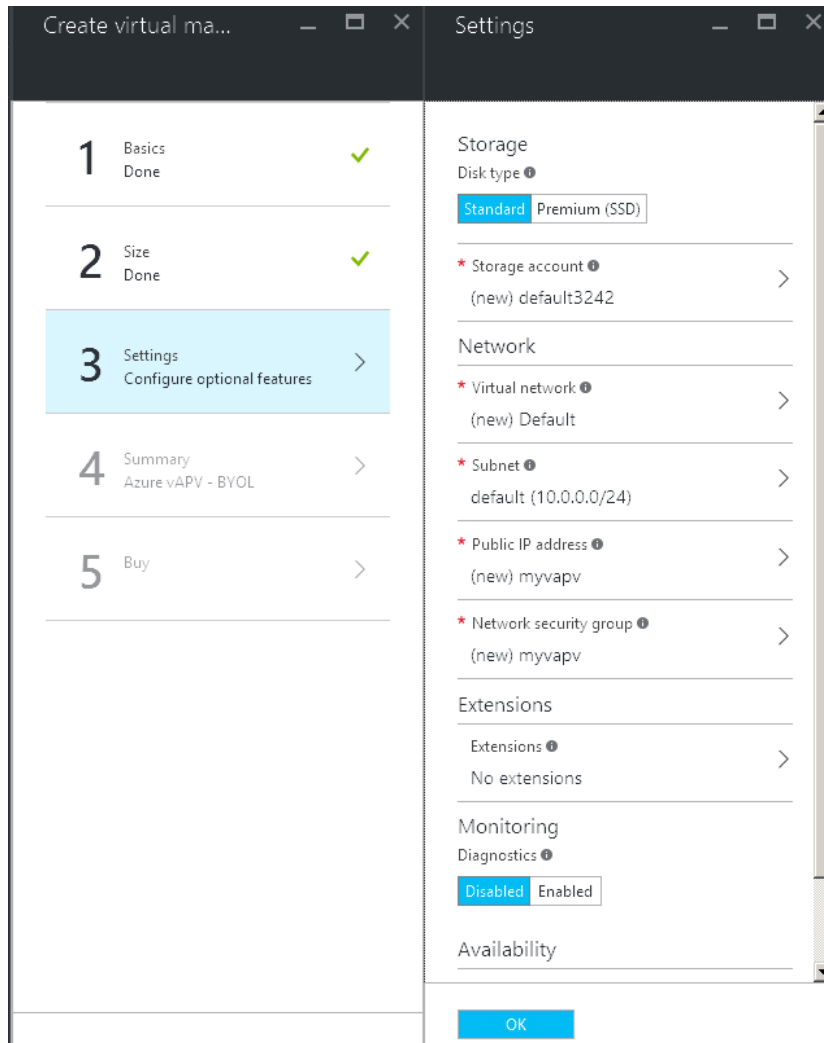 Create virtual ma...
1
Basics
Done
2
Size
Done
3
Settings
Configure optional features
4
Summary
Azure vAPV - BYOL
5
Buy
Settings
Storage
Disk type
Standard Premium (SSD)
* Storage account
(new) default3242
Network
* Virtual network
(new) Default
* Subnet
default (10.0.0.0/24)
* Public IP address
(new) myvapv
* Network security group
(new) myvapv
Extensions
Extensions
No extensions
Monitoring
Diagnostics
Disabled Enabled
Availability
OK